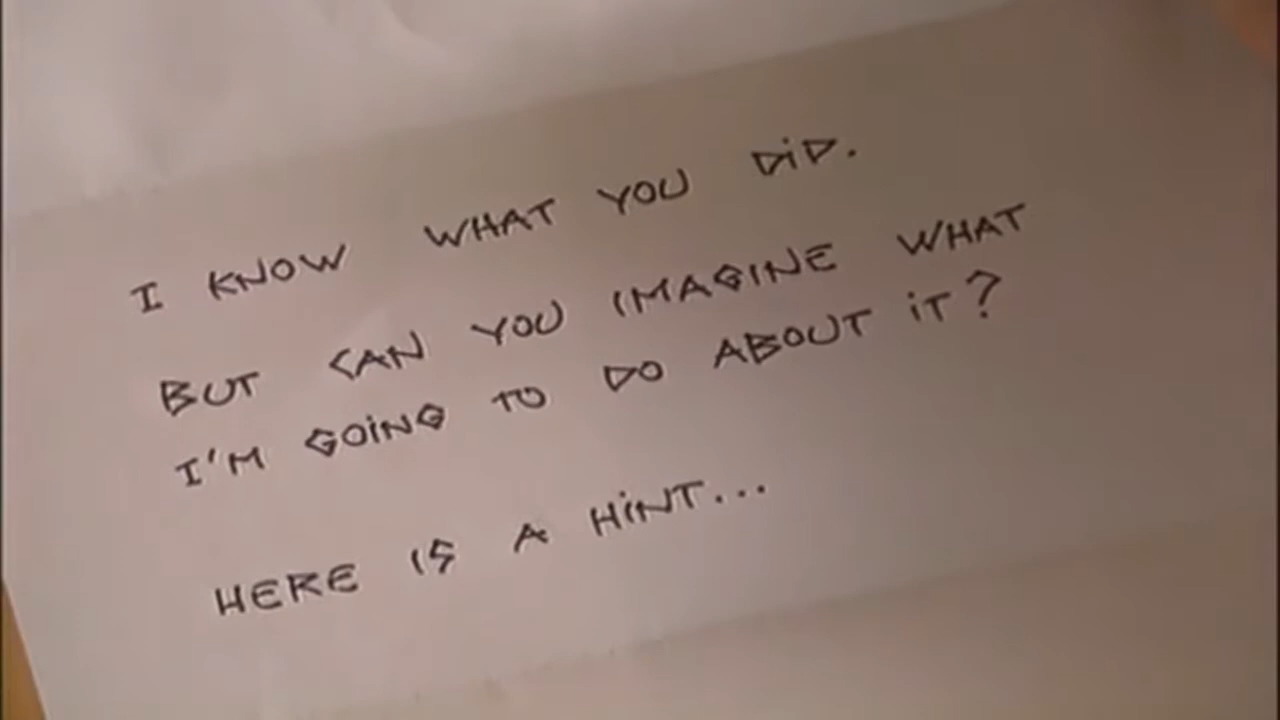 I KNOW WHAT YOU DiD.
BUT CAN YOU IMAGINE WHAT
I'M GOiNG TO DO ABOUT iT?
HERE IS A HiNT...